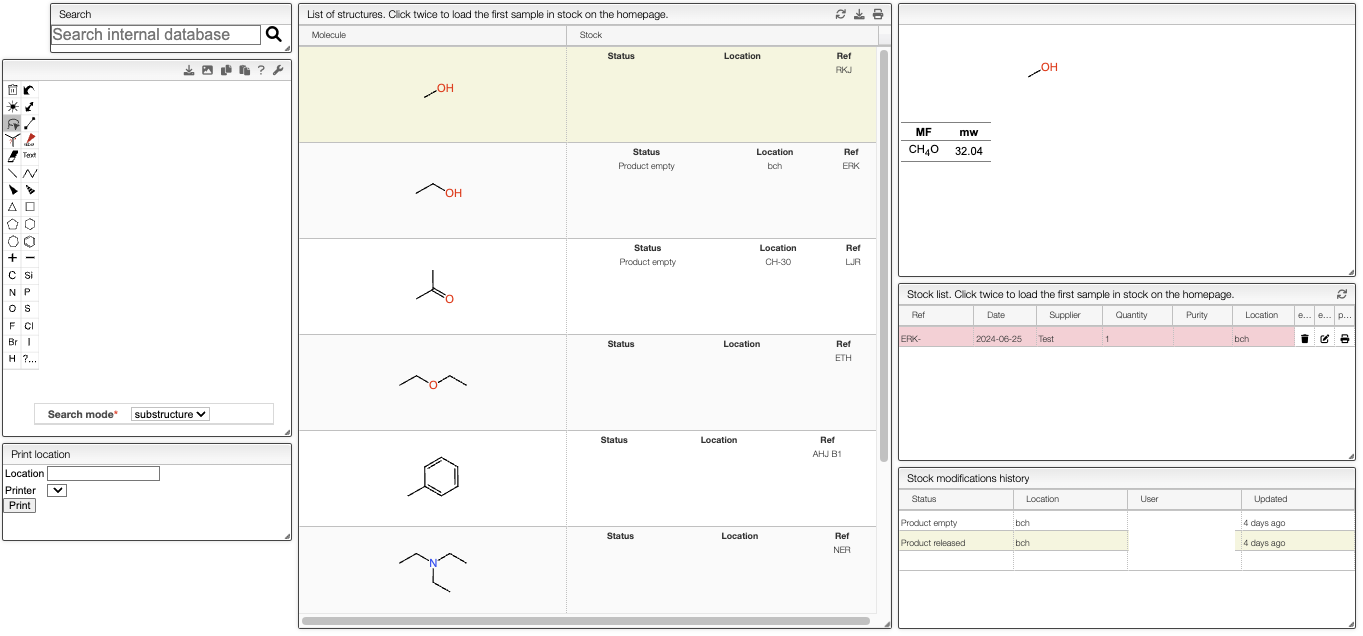 Search
Search internal database
Text
C Si
N P
O S
F Cl
Br I
H ?...
Search mode* substructure
Print location
Location
Printer
Print
List of structures. Click twice to load the first sample in stock on the homepage.
Molecule Stock
Status Location Ref
RKJ
OH
Status Location Ref
Product empty bch ERK
OH
Status Location Ref
Product empty CH-30 LJR
O
Status Location Ref
ETH
O
Status Location Ref
AHJ B1
Status Location Ref
NER
N
OH
MF mw
CH4O 32.04
Stock list. Click twice to load the first sample in stock on the homepage.
Ref Date Supplier Quantity Purity Location e... e... p...
ERK- 2024-06-25 Test 1 bch
Stock modifications history
Status Location User Updated
Product empty bch 4 days ago
Product released bch 4 days ago